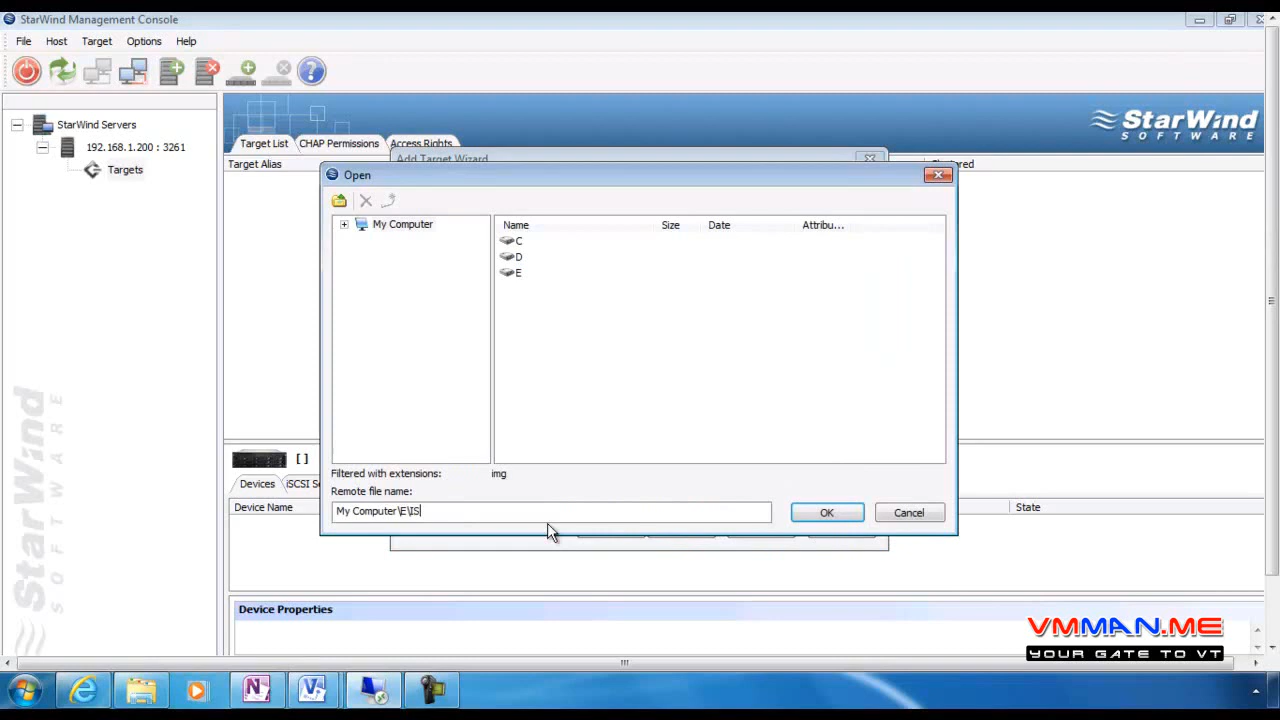 StarWind Management Console
File Host Target Options Help
StarWind Servers
192.168.1.200 : 3261
Targets
StarWind
SOFTWARE
Target List CHAP Permissions Access Rights
Target Alias
Add Target Wizard
Open
My Computer
Name Size Date Attribu...
C
D
E
Filtered with extensions: img
Remote file name:
My Computer\E\IS
OK Cancel
[ ]
Devices iSCSI Se
Device Name State
Device Properties
StarWind
SOFTWARE
VMMAN.ME
YOUR GATE TO VT